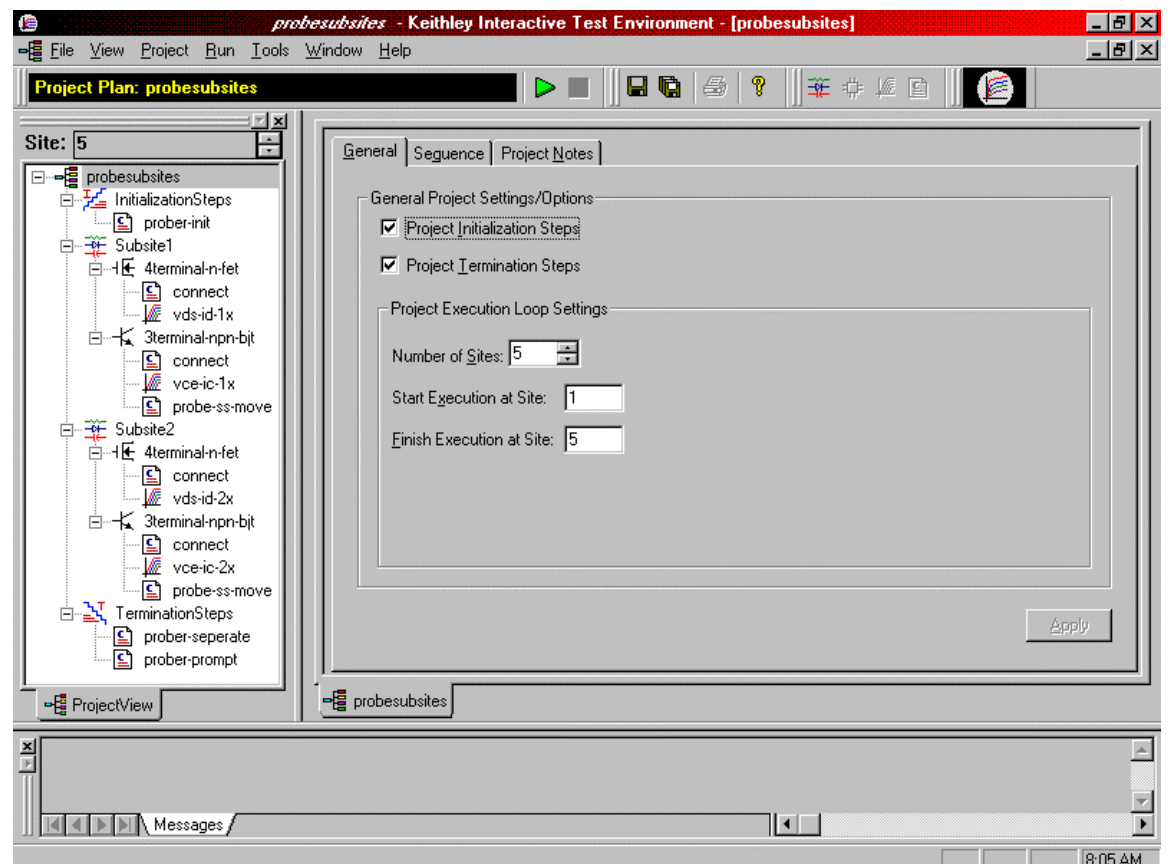 probesubsites - Keithley Interactive Test Environment - [probesubsites]
File View Project Run Tools Window Help
Project Plan: probesubsites
Site: 5
probesubsites
InitializationSteps
prober-init
Subsite1
4terminal-n-fet
connect
vds-id-1x
3terminal-npn-bjt
connect
vce-ic-1x
probe-ss-move
Subsite2
4terminal-n-fet
connect
vds-id-2x
3terminal-npn-bjt
connect
vce-ic-2x
probe-ss-move
TerminationSteps
prober-seperate
prober-prompt
ProjectView
General Sequence Project Notes
General Project Settings/Options
Project Initialization Steps
Project Termination Steps
Project Execution Loop Settings
Number of Sites: 5
Start Execution at Site: 1
Finish Execution at Site: 5
Apply
probesubsites
Messages
8:05 AM